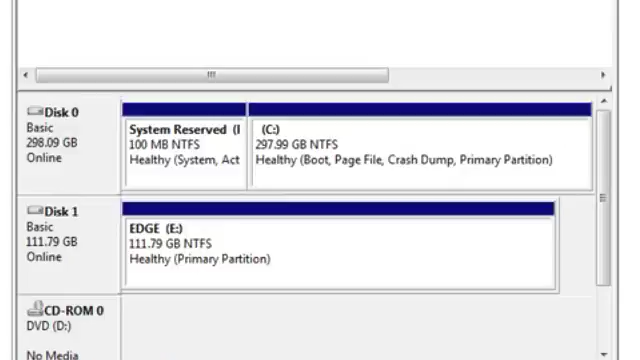 Disk 0
Basic
298.09 GB
Online
System Reserved (I
100 MB NTFS
Healthy (System, Act
(C:)
297.99 GB NTFS
Healthy (Boot, Page File, Crash Dump, Primary Partition)
Disk 1
Basic
111.79 GB
Online
EDGE (E:)
111.79 GB NTFS
Healthy (Primary Partition)
CD-ROM 0
DVD (D:)
No Media